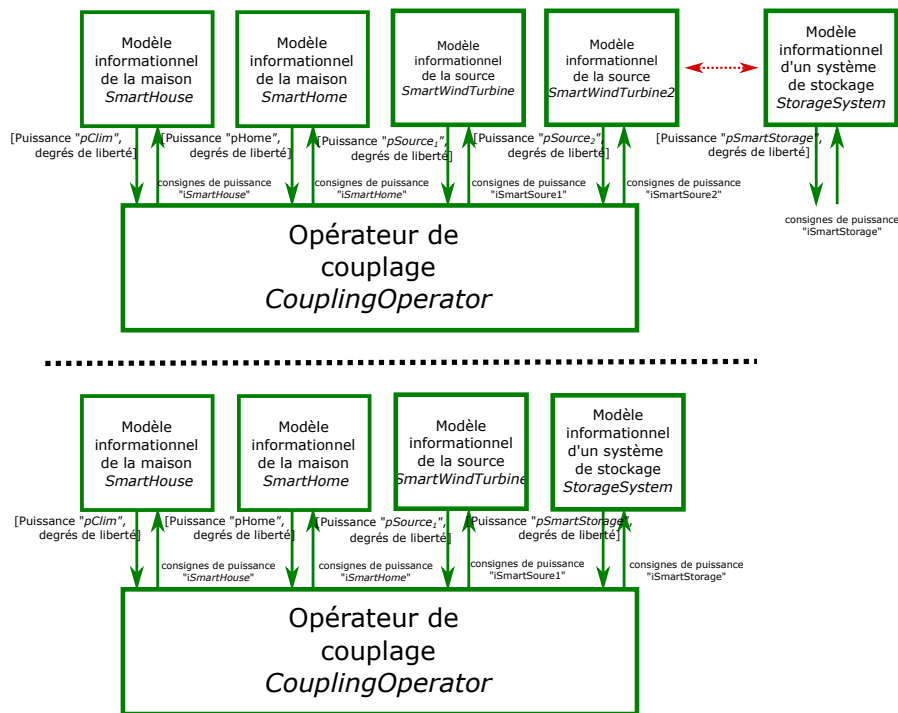 Modèle
informationnel
de la maison
SmartHouse
Modèle
informationnel
de la maison
SmartHome
Modèle
informationnel
de la source
SmartWindTurbine
Modèle
informationnel
de la source
SmartWindTurbine2
Modèle
informationnel
d'un système
de stockage
StorageSystem
[Puissance "pClim",
degrés de liberté]
[Puissance "pHome",
degrés de liberté]
[Puissance "pSource1",
degrés de liberté]
[Puissance "pSource2",
degrés de liberté]
[Puissance "pSmartStorage",
degrés de liberté]
consignes de puissance
"iSmartHouse"
consignes de puissance
"iSmartHome"
consignes de puissance
"iSmartSoure1"
consignes de puissance
"iSmartSoure2"
consignes de puissance
"iSmartStorage"
Opérateur de
couplage
CouplingOperator
Modèle
informationnel
de la maison
SmartHouse
Modèle
informationnel
de la maison
SmartHome
Modèle
informationnel
de la source
SmartWindTurbine
Modèle
informationnel
d'un système
de stockage
StorageSystem
[Puissance "pClim",
degrés de liberté]
[Puissance "pHome",
degrés de liberté]
[Puissance "pSource1",
degrés de liberté]
[Puissance "pSmartStorage",
degrés de liberté]
consignes de puissance
"iSmartHouse"
consignes de puissance
"iSmartHome"
consignes de puissance
"iSmartSoure1"
consignes de puissance
"iSmartStorage"
Opérateur de
couplage
CouplingOperator